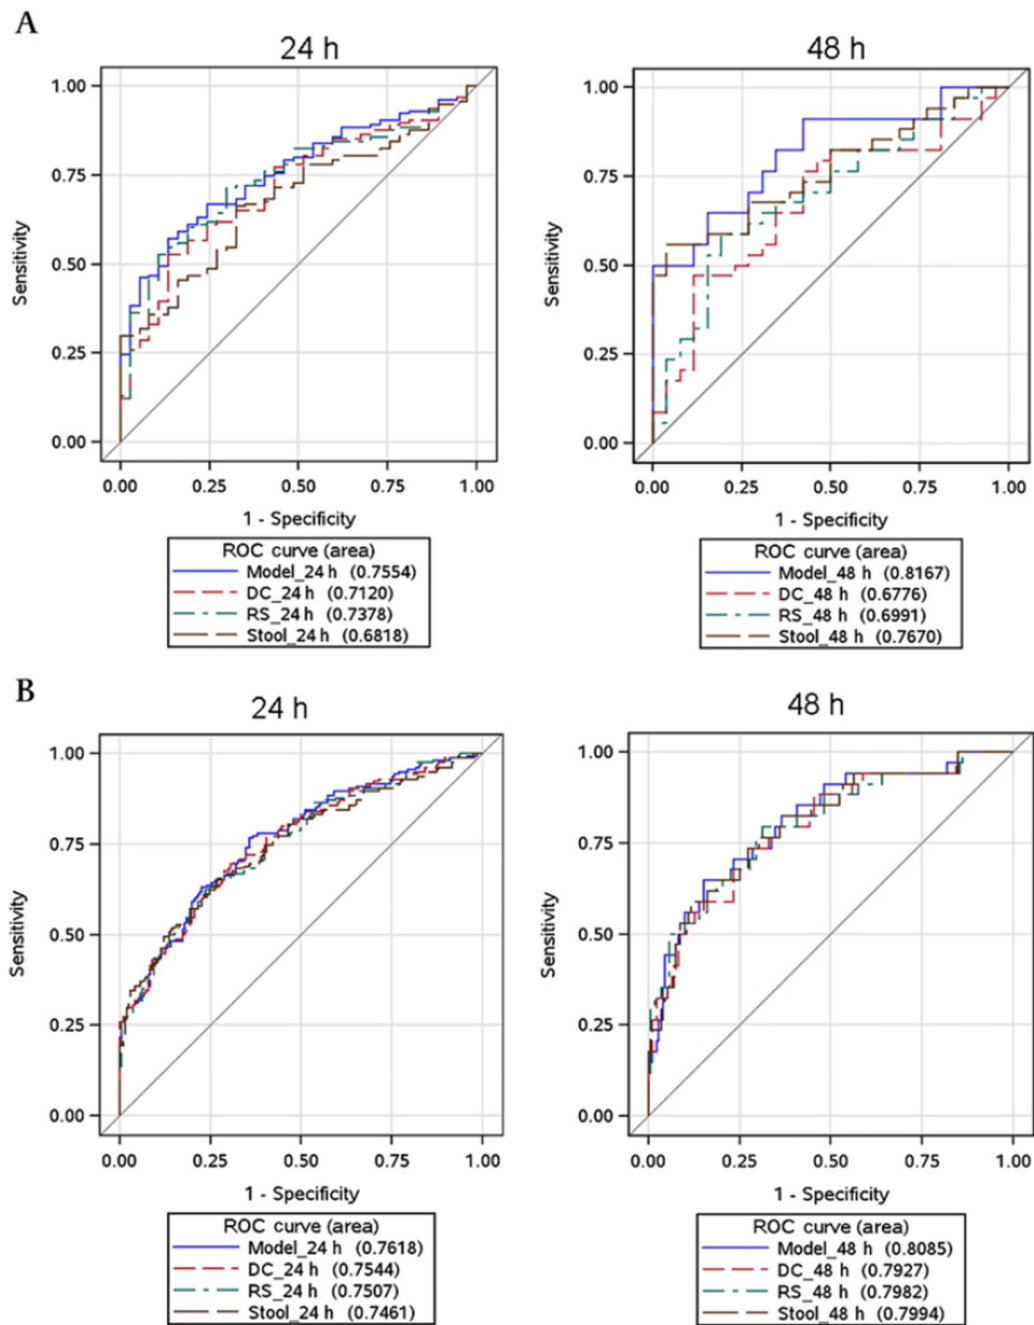 A
24 h
Sensitivity
1.00
0.75
0.50
0.25
0.00
0.00 0.25 0.50 0.75 1.00
1 - Specificity
ROC curve (area)
Model_24 h (0.7554)
DC_24 h (0.7120)
RS_24 h (0.7378)
Stool_24 h (0.6818)
48 h
Sensitivity
1.00
0.75
0.50
0.25
0.00
0.00 0.25 0.50 0.75 1.00
1 - Specificity
ROC curve (area)
Model_48 h (0.8167)
DC_48 h (0.6776)
RS_48 h (0.6991)
Stool_48 h (0.7670)
B
24 h
Sensitivity
1.00
0.75
0.50
0.25
0.00
0.00 0.25 0.50 0.75 1.00
1 - Specificity
ROC curve (area)
Model_24 h (0.7618)
DC_24 h (0.7544)
RS_24 h (0.7507)
Stool_24 h (0.7461)
48 h
Sensitivity
1.00
0.75
0.50
0.25
0.00
0.00 0.25 0.50 0.75 1.00
1 - Specificity
ROC curve (area)
Model_48 h (0.8085)
DC_48 h (0.7927)
RS_48 h (0.7982)
Stool_48 h (0.7994)